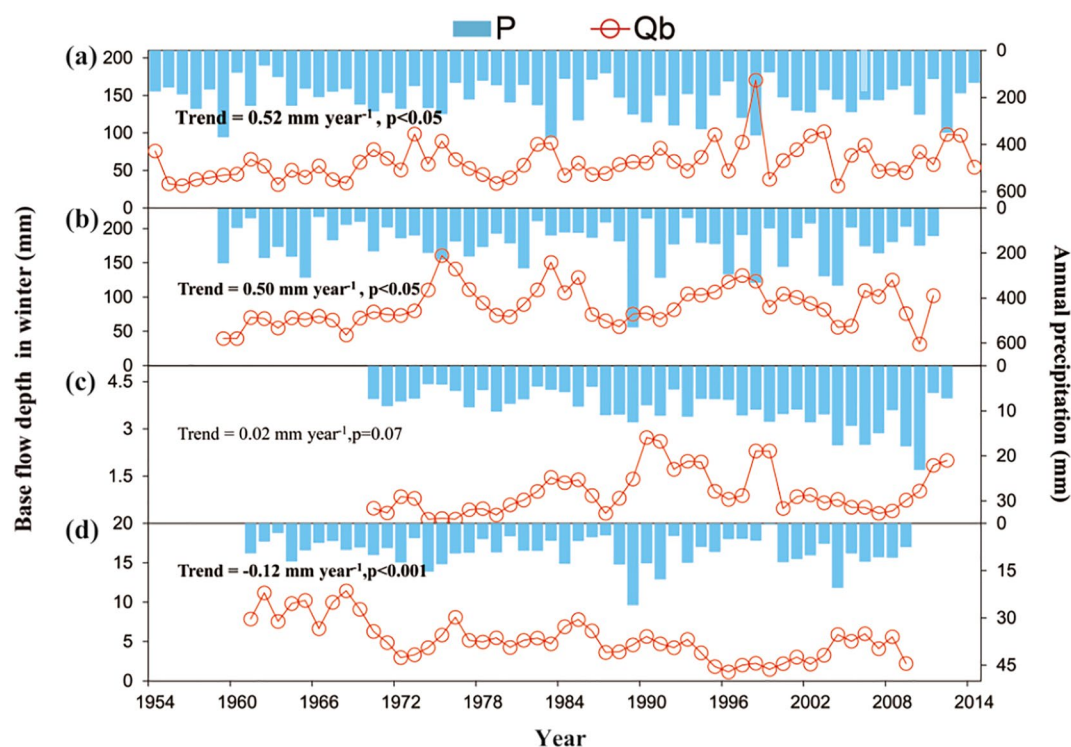 P Qb
(a)
200
150
100
50
0
0
200
400
600
Trend = 0.52 mm year-1, p<0.05
(b)
200
150
100
50
0
0
200
400
600
Trend = 0.50 mm year-1, p<0.05
(c)
4.5
3
1.5
0
10
20
30
Trend = 0.02 mm year-1,p=0.07
(d)
20
15
10
5
0
0
15
30
45
Trend = -0.12 mm year-1,p<0.001
1954 1960 1966 1972 1978 1984 1990 1996 2002 2008 2014
Year
Base flow depth in winter (mm)
Annual precipitation (mm)